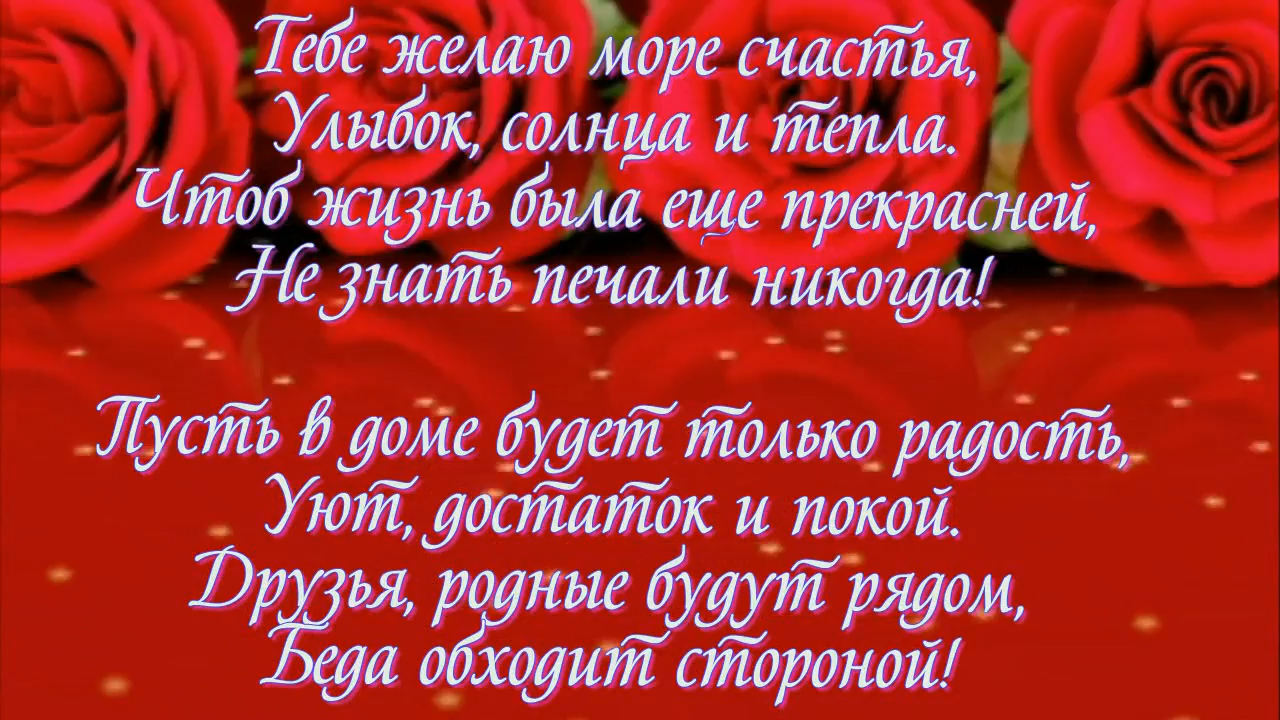 Тебе желаю море счастья,
Улыбок, солнца и тепла.
Чтоб жизнь была еще прекрасней,
Не знать печали никогда!
Пусть в доме будет только радость,
Уют, достаток и покой.
Друзья, родные будут рядом,
Беда обходит стороной!